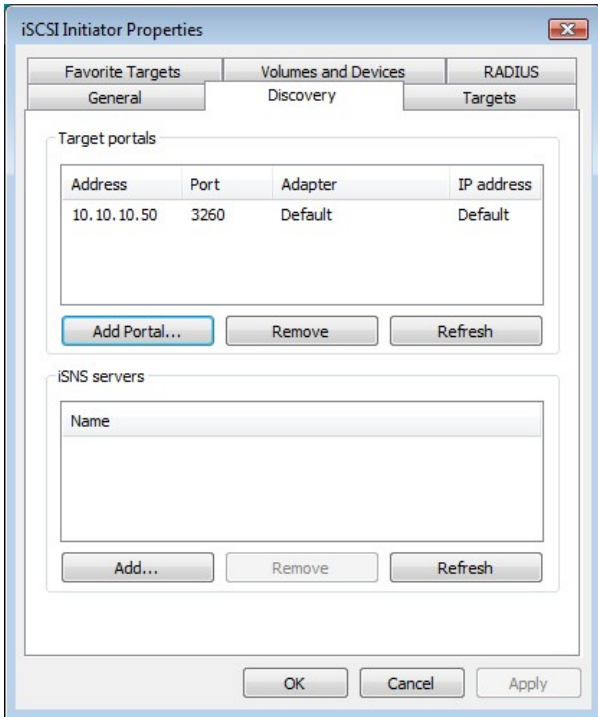 iSCSI Initiator Properties
Favorite Targets Volumes and Devices RADIUS
General Discovery Targets
Target portals
Address Port Adapter IP address
10.10.10.50 3260 Default Default
Add Portal... Remove Refresh
iSNS servers
Name
Add... Remove Refresh
OK Cancel Apply